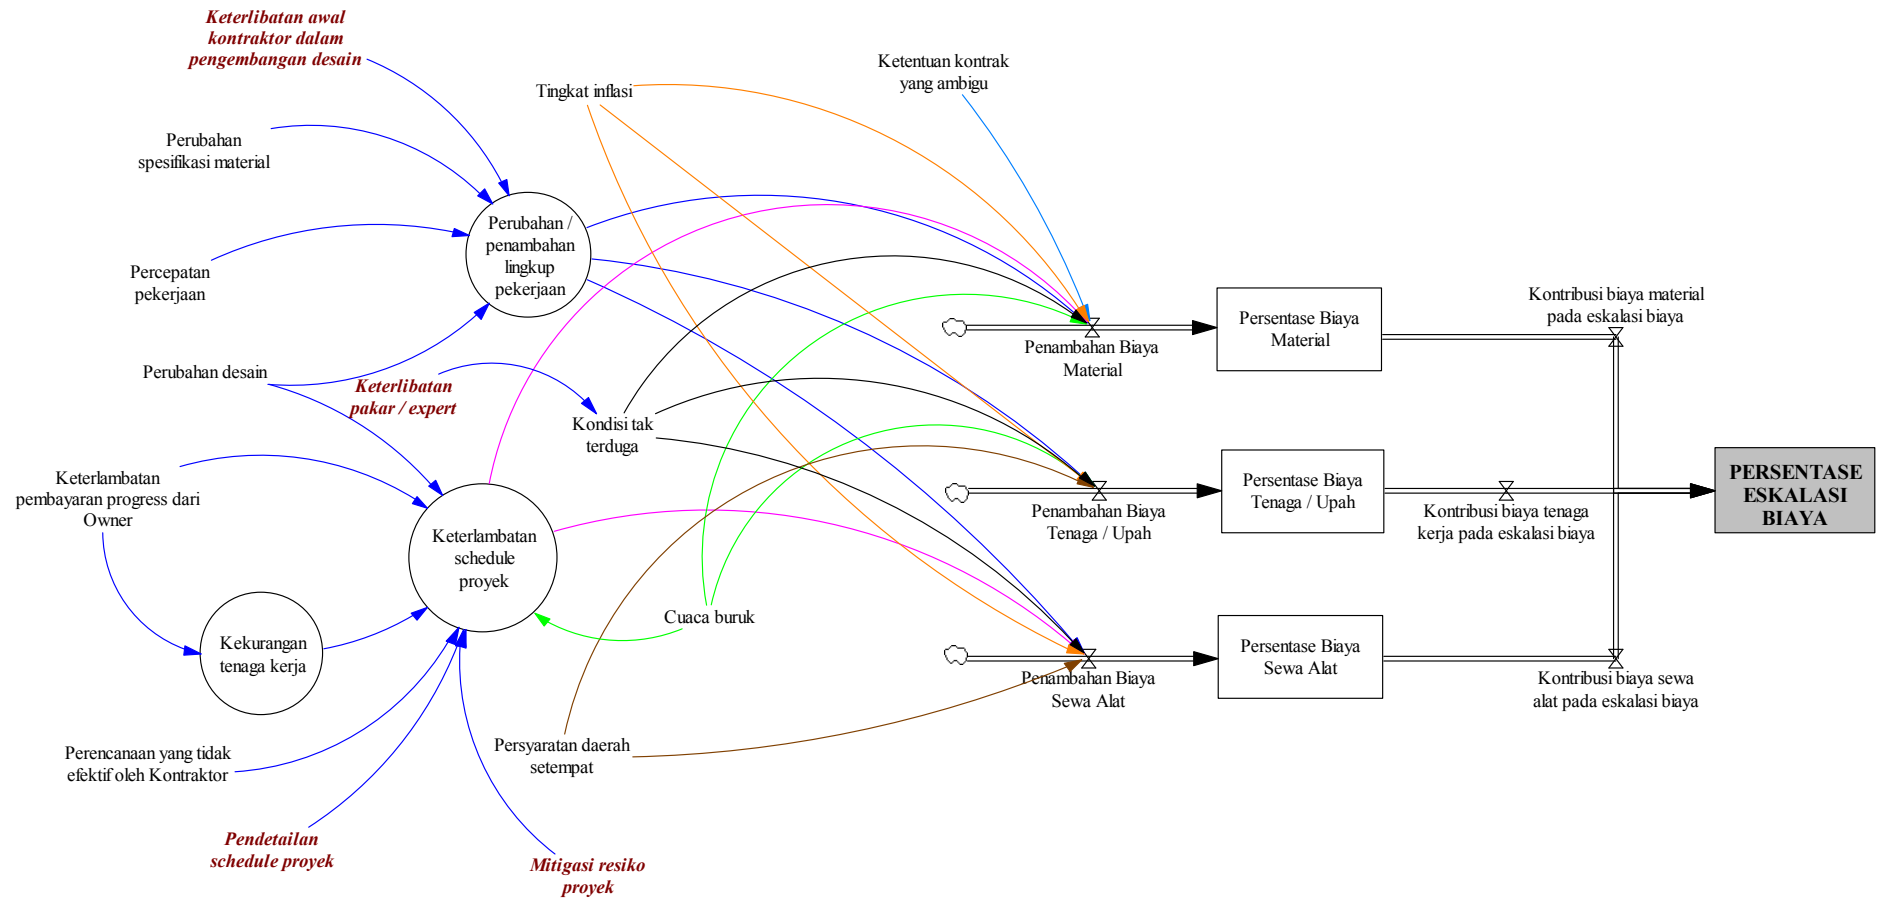 Keterlibatan awal
kontraktor dalam
pengembangan desain
Perubahan
spesifikasi material
Percepatan
pekerjaan
Perubahan desain
Keterlibatan
pakar / expert
Keterlambatan
pembayaran progress dari
Owner
Kekurangan
tenaga kerja
Perencanaan yang tidak
efektif oleh Kontraktor
Pendetailan
schedule proyek
Mitigasi resiko
proyek
Tingkat inflasi
Ketentuan kontrak
yang ambigu
Perubahan /
penambahan
lingkup
pekerjaan
Kondisi tak
terduga
Keterlambatan
schedule
proyek
Cuaca buruk
Persyaratan daerah
setempat
Penambahan Biaya
Material
Penambahan Biaya
Tenaga / Upah
Penambahan Biaya
Sewa Alat
Persentase Biaya
Material
Persentase Biaya
Tenaga / Upah
Persentase Biaya
Sewa Alat
Kontribusi biaya material
pada eskalasi biaya
Kontribusi biaya tenaga
kerja pada eskalasi biaya
Kontribusi biaya sewa
alat pada eskalasi biaya
PERSENTASE
ESKALASI
BIAYA